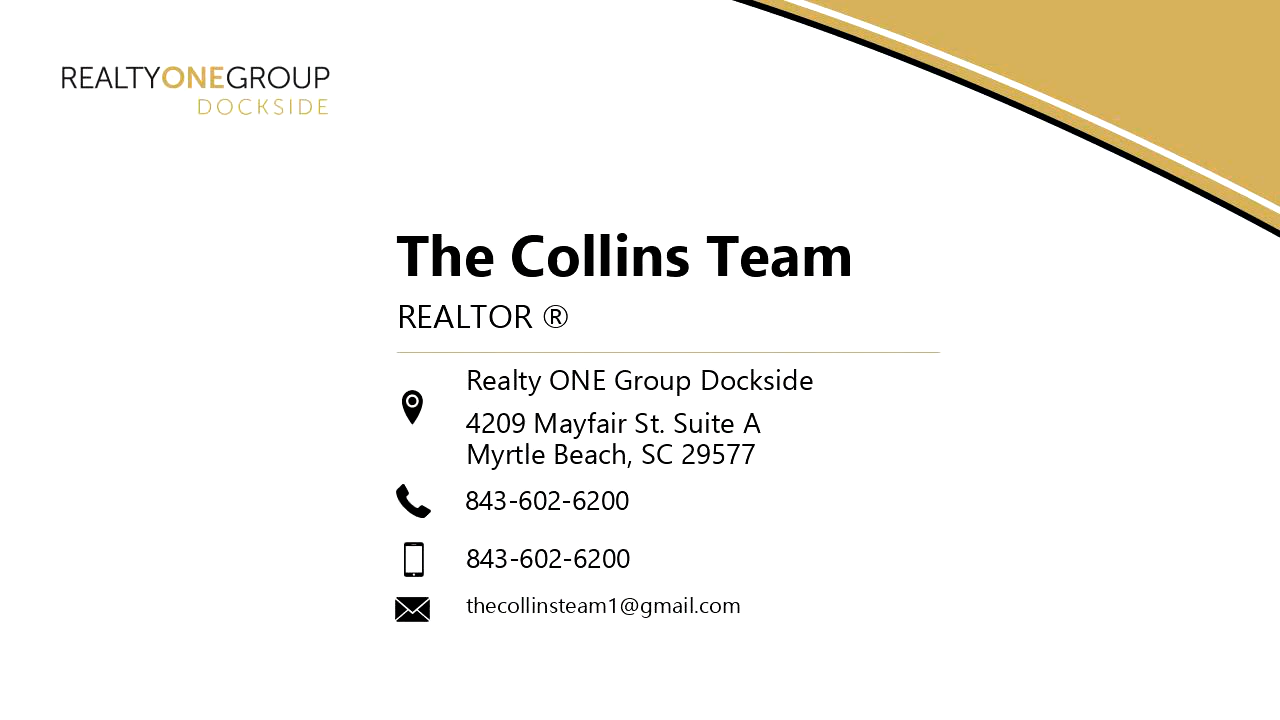 REALTYONEGROUP
DOCKSIDE
The Collins Team
REALTOR ®
Realty ONE Group Dockside
4209 Mayfair St. Suite A
Myrtle Beach, SC 29577
843-602-6200
843-602-6200
thecollinsteam1@gmail.com